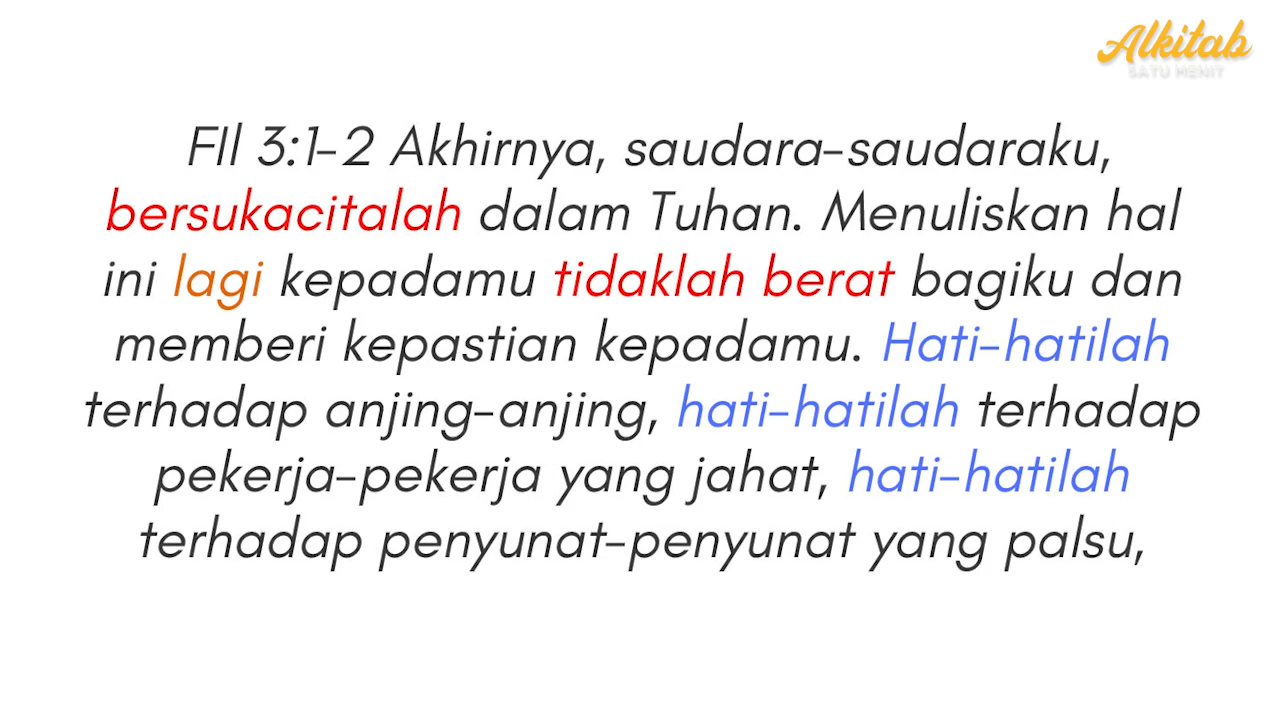 Alkitab
SATU MENIT
FIl 3:1-2 Akhirnya, saudara-saudaraku,
bersukacitalah dalam Tuhan. Menuliskan hal
ini lagi kepadamu tidaklah berat bagiku dan
memberi kepastian kepadamu. Hati-hatilah
terhadap anjing-anjing, hati-hatilah terhadap
pekerja-pekerja yang jahat, hati-hatilah
terhadap penyunat-penyunat yang palsu,